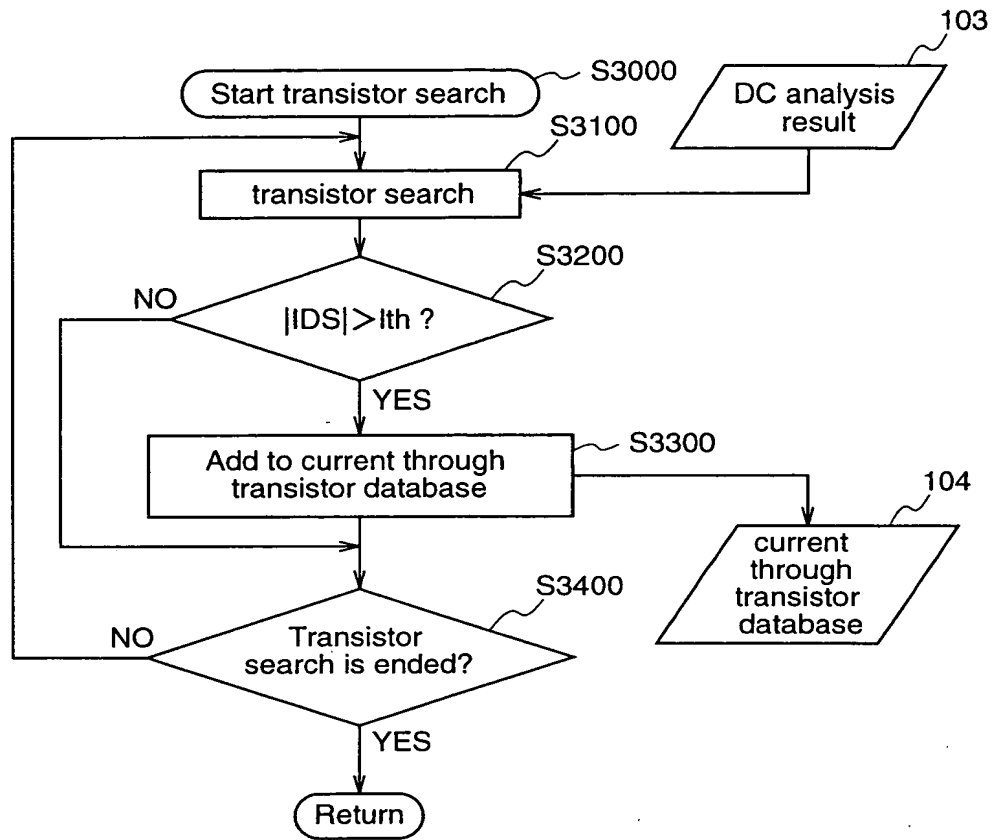 103
S3000
Start transistor search
DC analysis
result
S3100
transistor search
S3200
NO
|IDS|>Ith ?
YES
S3300
Add to current through
transistor database
104
current
through
transistor
database
S3400
NO
Transistor
search is ended?
YES
Return